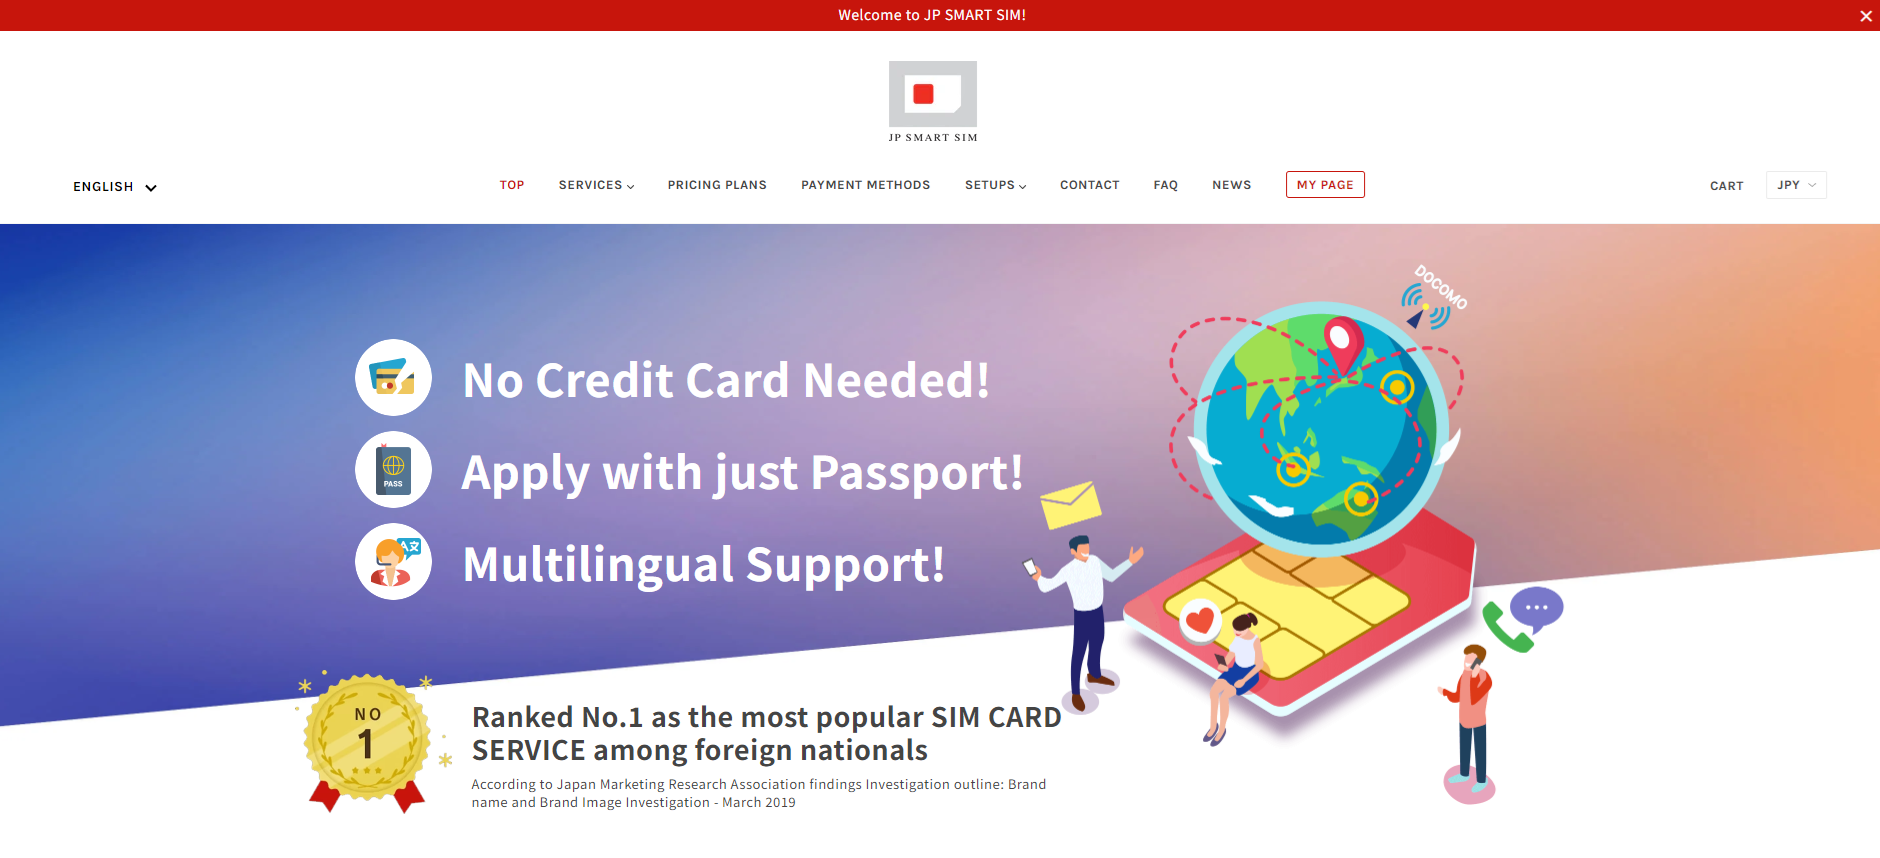 Welcome to JP SMART SIM!
JP SMART SIM
ENGLISH
TOP
SERVICES
PRICING PLANS
PAYMENT METHODS
SETUPS
CONTACT
FAQ
NEWS
MY PAGE
CART
JPY
DOCOMO
No Credit Card Needed!
PASS
Apply with just Passport!
A文
Multilingual Support!
NO
1
Ranked No.1 as the most popular SIM CARD
SERVICE among foreign nationals
According to Japan Marketing Research Association findings Investigation outline: Brand
name and Brand Image Investigation - March 2019